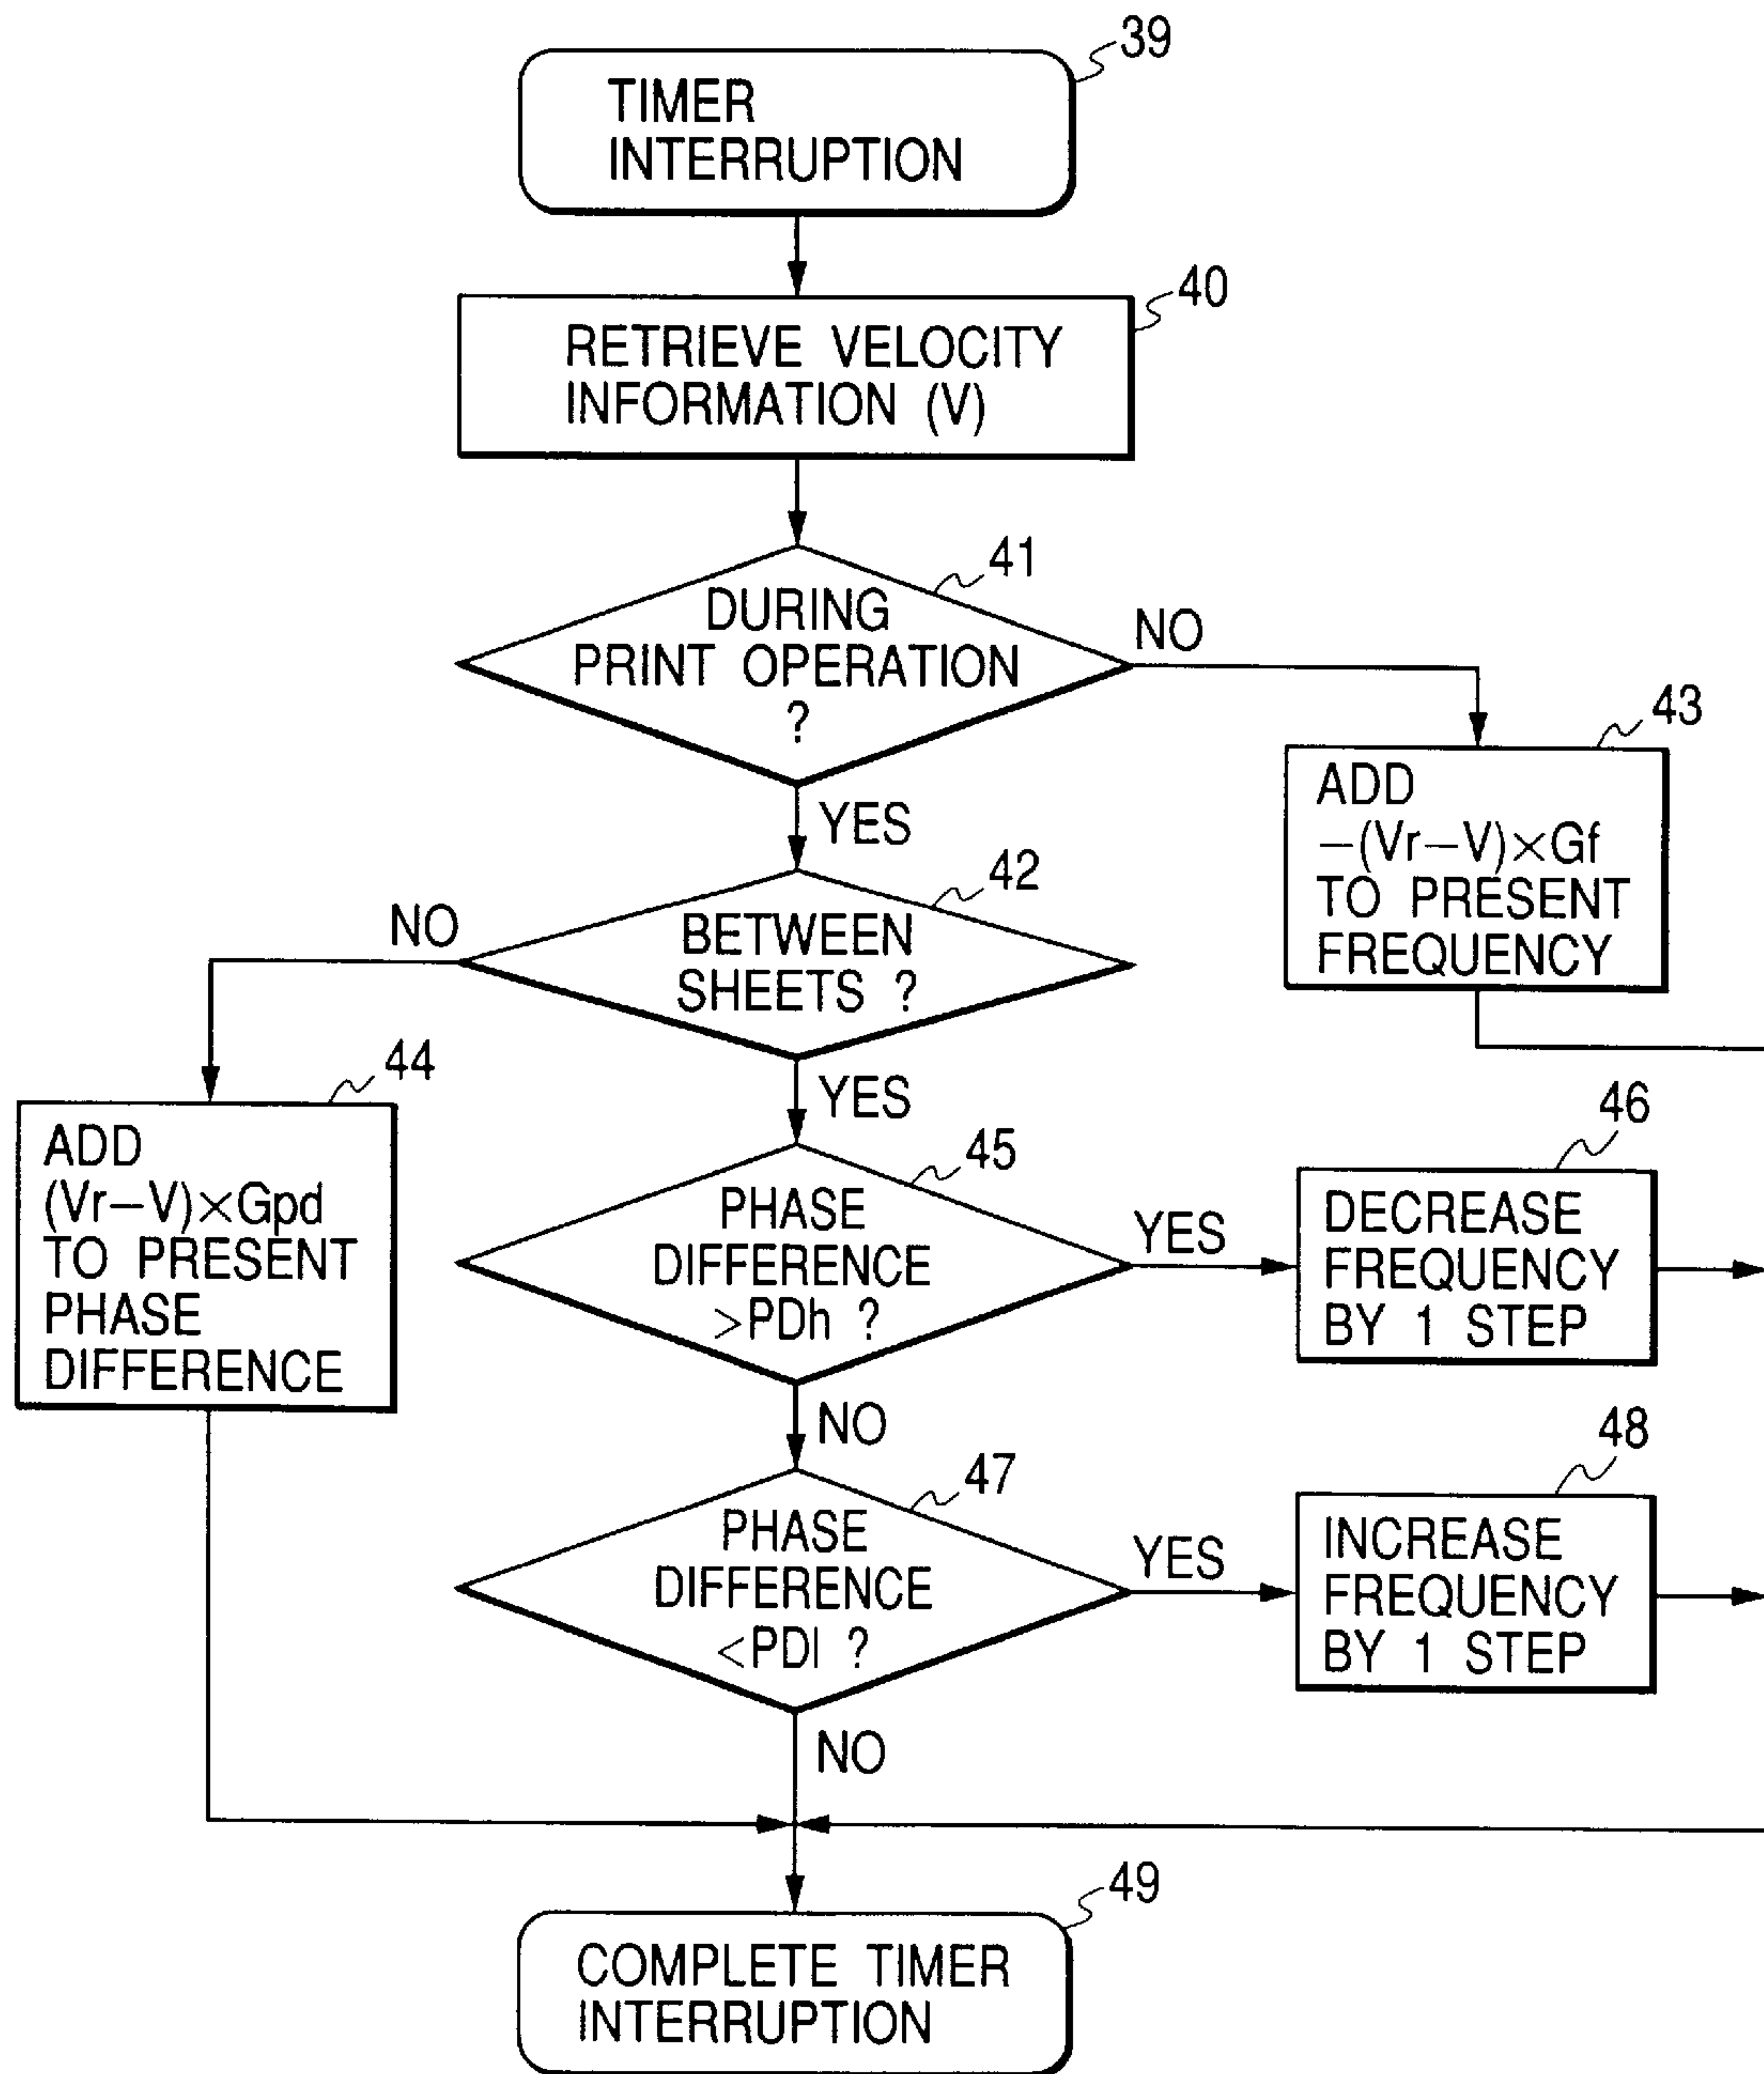 39
TIMER
INTERRUPTION
40
RETRIEVE VELOCITY
INFORMATION (V)
41
DURING
PRINT OPERATION
?
NO
YES
43
ADD
−(Vr−V)×Gf
TO PRESENT
FREQUENCY
42
BETWEEN
SHEETS ?
NO
YES
44
ADD
(Vr−V)×Gpd
TO PRESENT
PHASE
DIFFERENCE
45
PHASE
DIFFERENCE
>PDh ?
YES
NO
46
DECREASE
FREQUENCY
BY 1 STEP
47
PHASE
DIFFERENCE
<PDl ?
YES
NO
48
INCREASE
FREQUENCY
BY 1 STEP
49
COMPLETE TIMER
INTERRUPTION